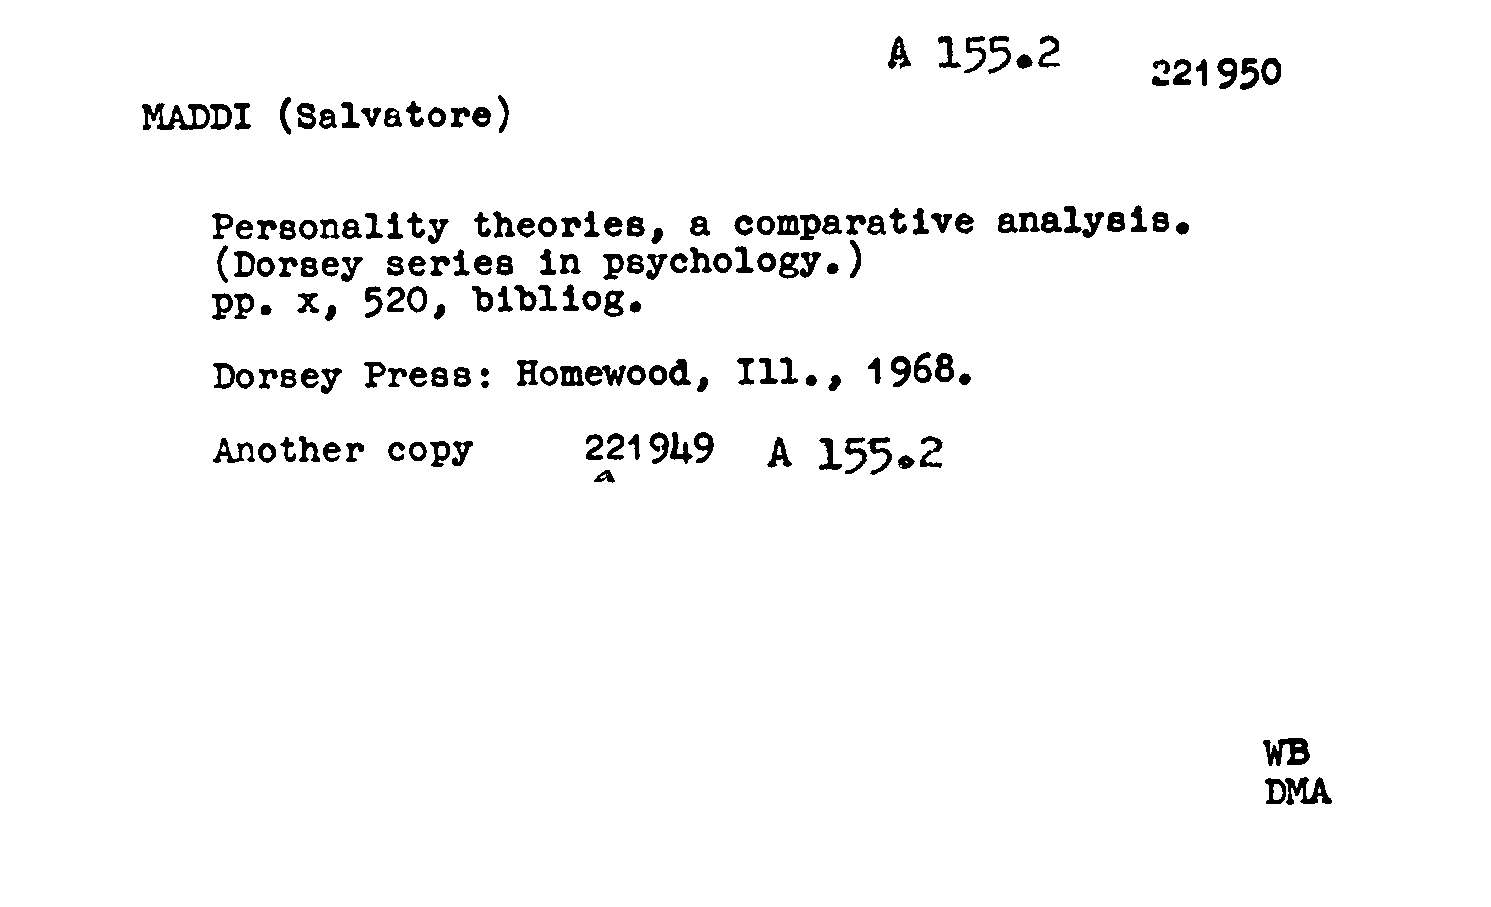 A 155.2 221950
MADDI (Salvatore)
Personality theories, a comparative analysis.
(Dorsey series in psychology.)
pp. x, 520, bibliog.
Dorsey Press: Homewood, Ill., 1968.
Another copy 221949 A 155.2
WB
DMA